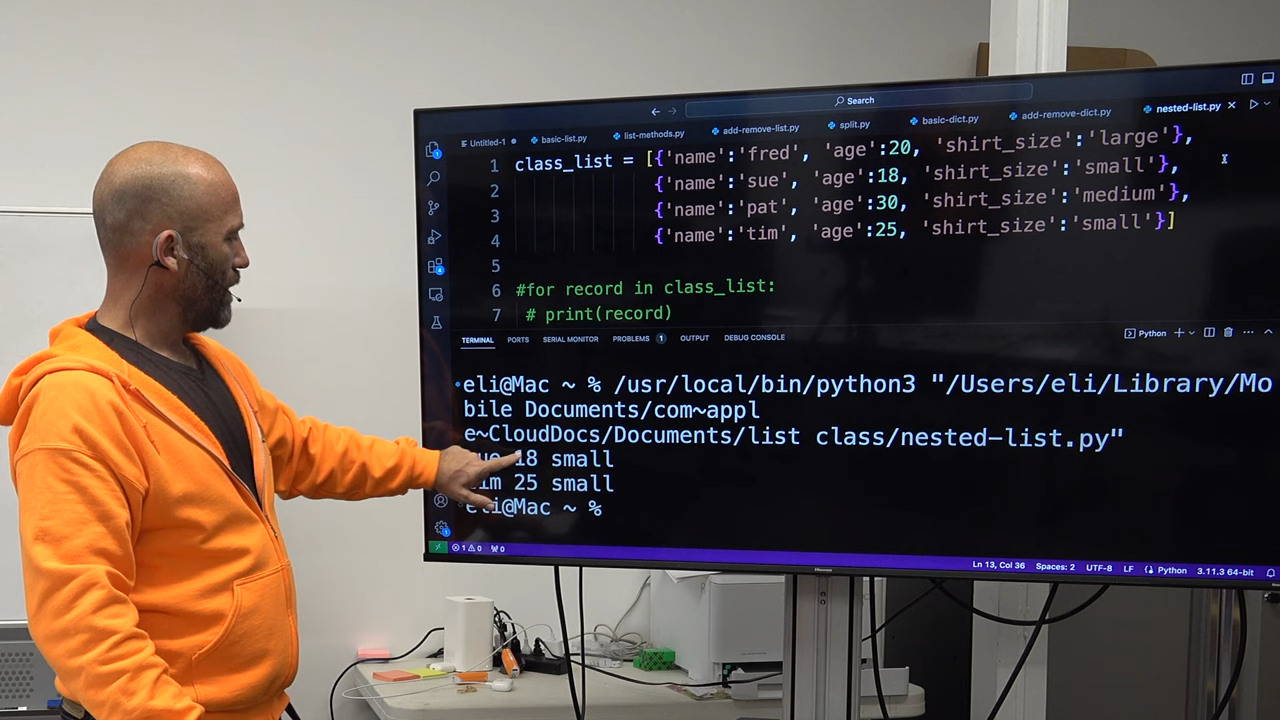 Search
Untitled-1 basic-list.py list-methods.py add-remove-list.py split.py basic-dict.py add-remove-dict.py nested-list.py
1 class_list = [{'name':'fred', 'age':20, 'shirt_size':'large'},
2 {'name':'sue', 'age':18, 'shirt_size':'small'},
3 {'name':'pat', 'age':30, 'shirt_size':'medium'},
4 {'name':'tim', 'age':25, 'shirt_size':'small'}]
5
6 #for record in class_list:
7 # print(record)
TERMINAL PORTS SERIAL MONITOR PROBLEMS 1 OUTPUT DEBUG CONSOLE Python
eli@Mac ~ % /usr/local/bin/python3 "/Users/eli/Library/Mo
bile Documents/com~appl
e~CloudDocs/Documents/list class/nested-list.py"
18 small
25 small
eli@Mac ~ %
1 0 0 Ln 13, Col 36 Spaces: 2 UTF-8 LF Python 3.11.3 64-bit
Hisense